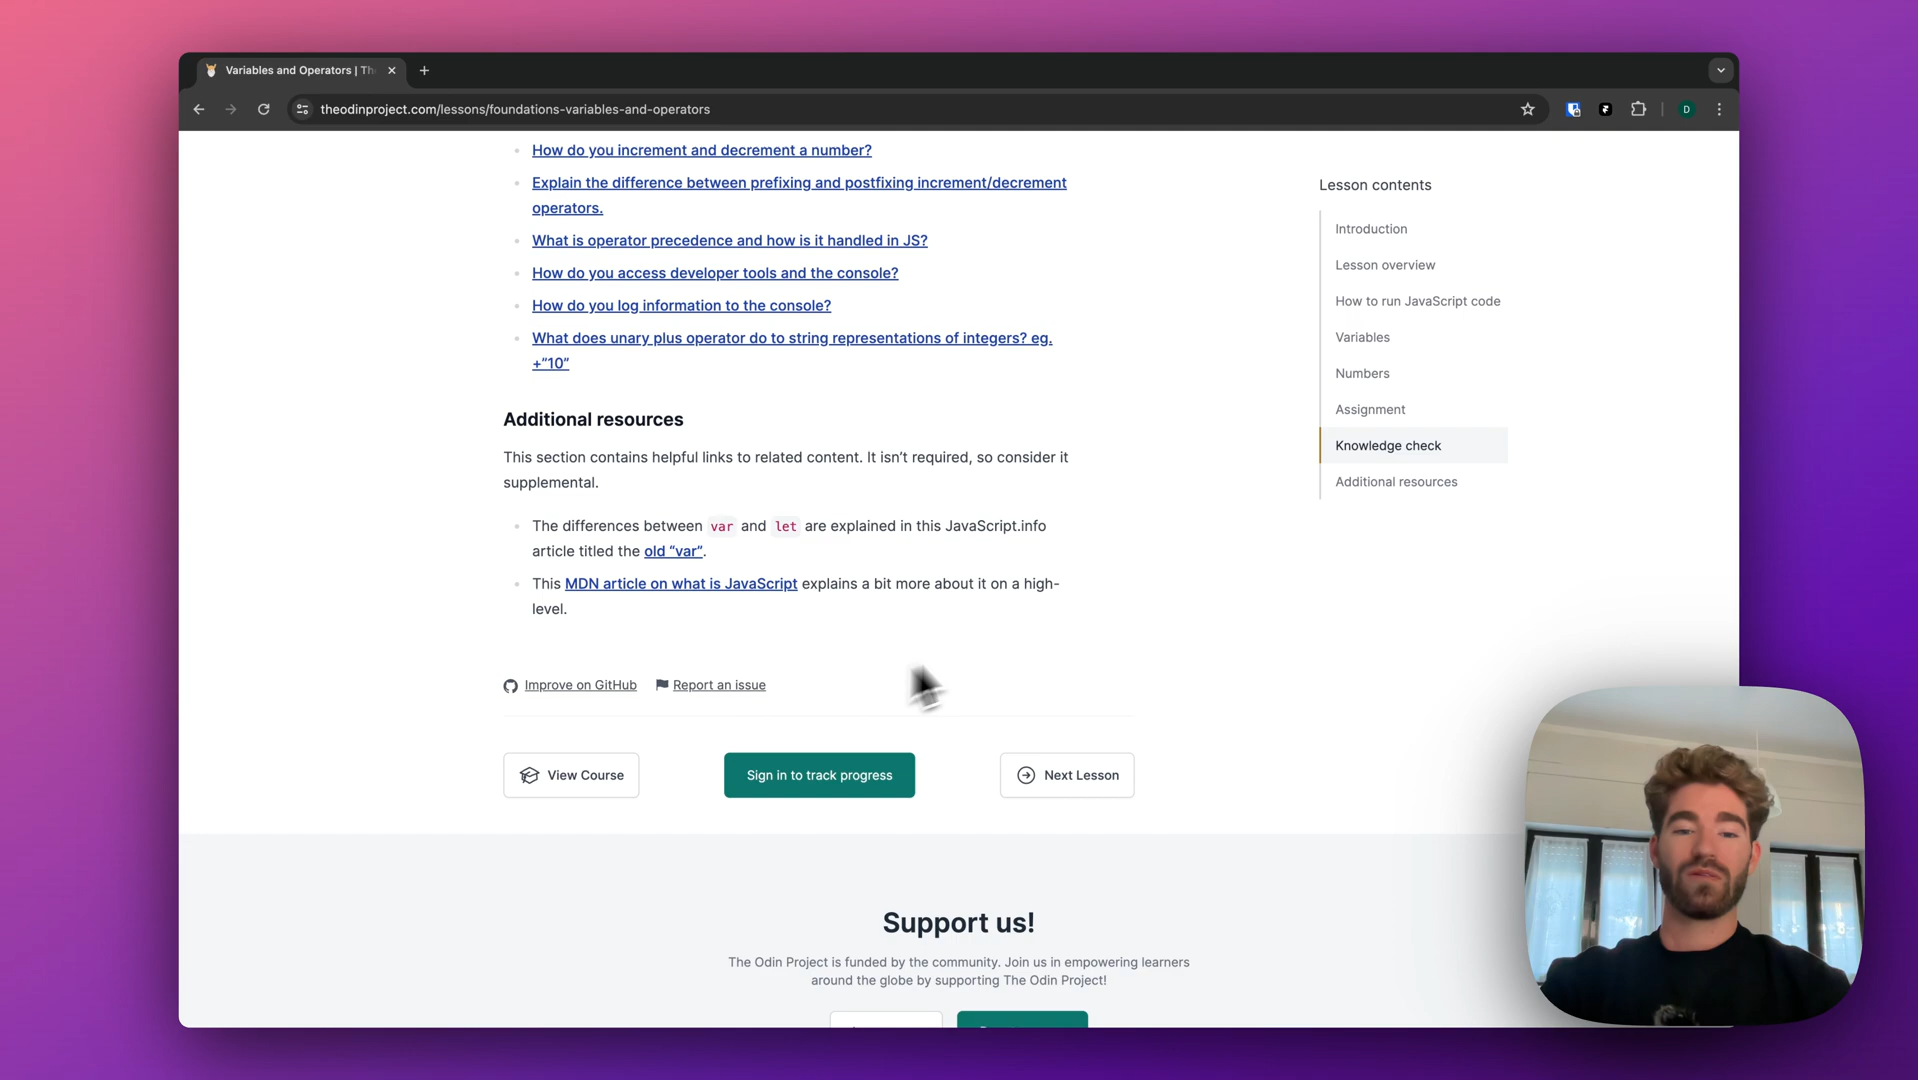 Variables and Operators | Th
theodinproject.com/lessons/foundations-variables-and-operators
D
How do you increment and decrement a number?
Explain the difference between prefixing and postfixing increment/decrement
operators.
What is operator precedence and how is it handled in JS?
How do you access developer tools and the console?
How do you log information to the console?
What does unary plus operator do to string representations of integers? eg.
+”10”
Additional resources
This section contains helpful links to related content. It isn’t required, so consider it
supplemental.
The differences between var and let are explained in this JavaScript.info
article titled the old “var”.
This MDN article on what is JavaScript explains a bit more about it on a high-
level.
Improve on GitHub Report an issue
View Course
Sign in to track progress
Next Lesson
Lesson contents
Introduction
Lesson overview
How to run JavaScript code
Variables
Numbers
Assignment
Knowledge check
Additional resources
Support us!
The Odin Project is funded by the community. Join us in empowering learners
around the globe by supporting The Odin Project!